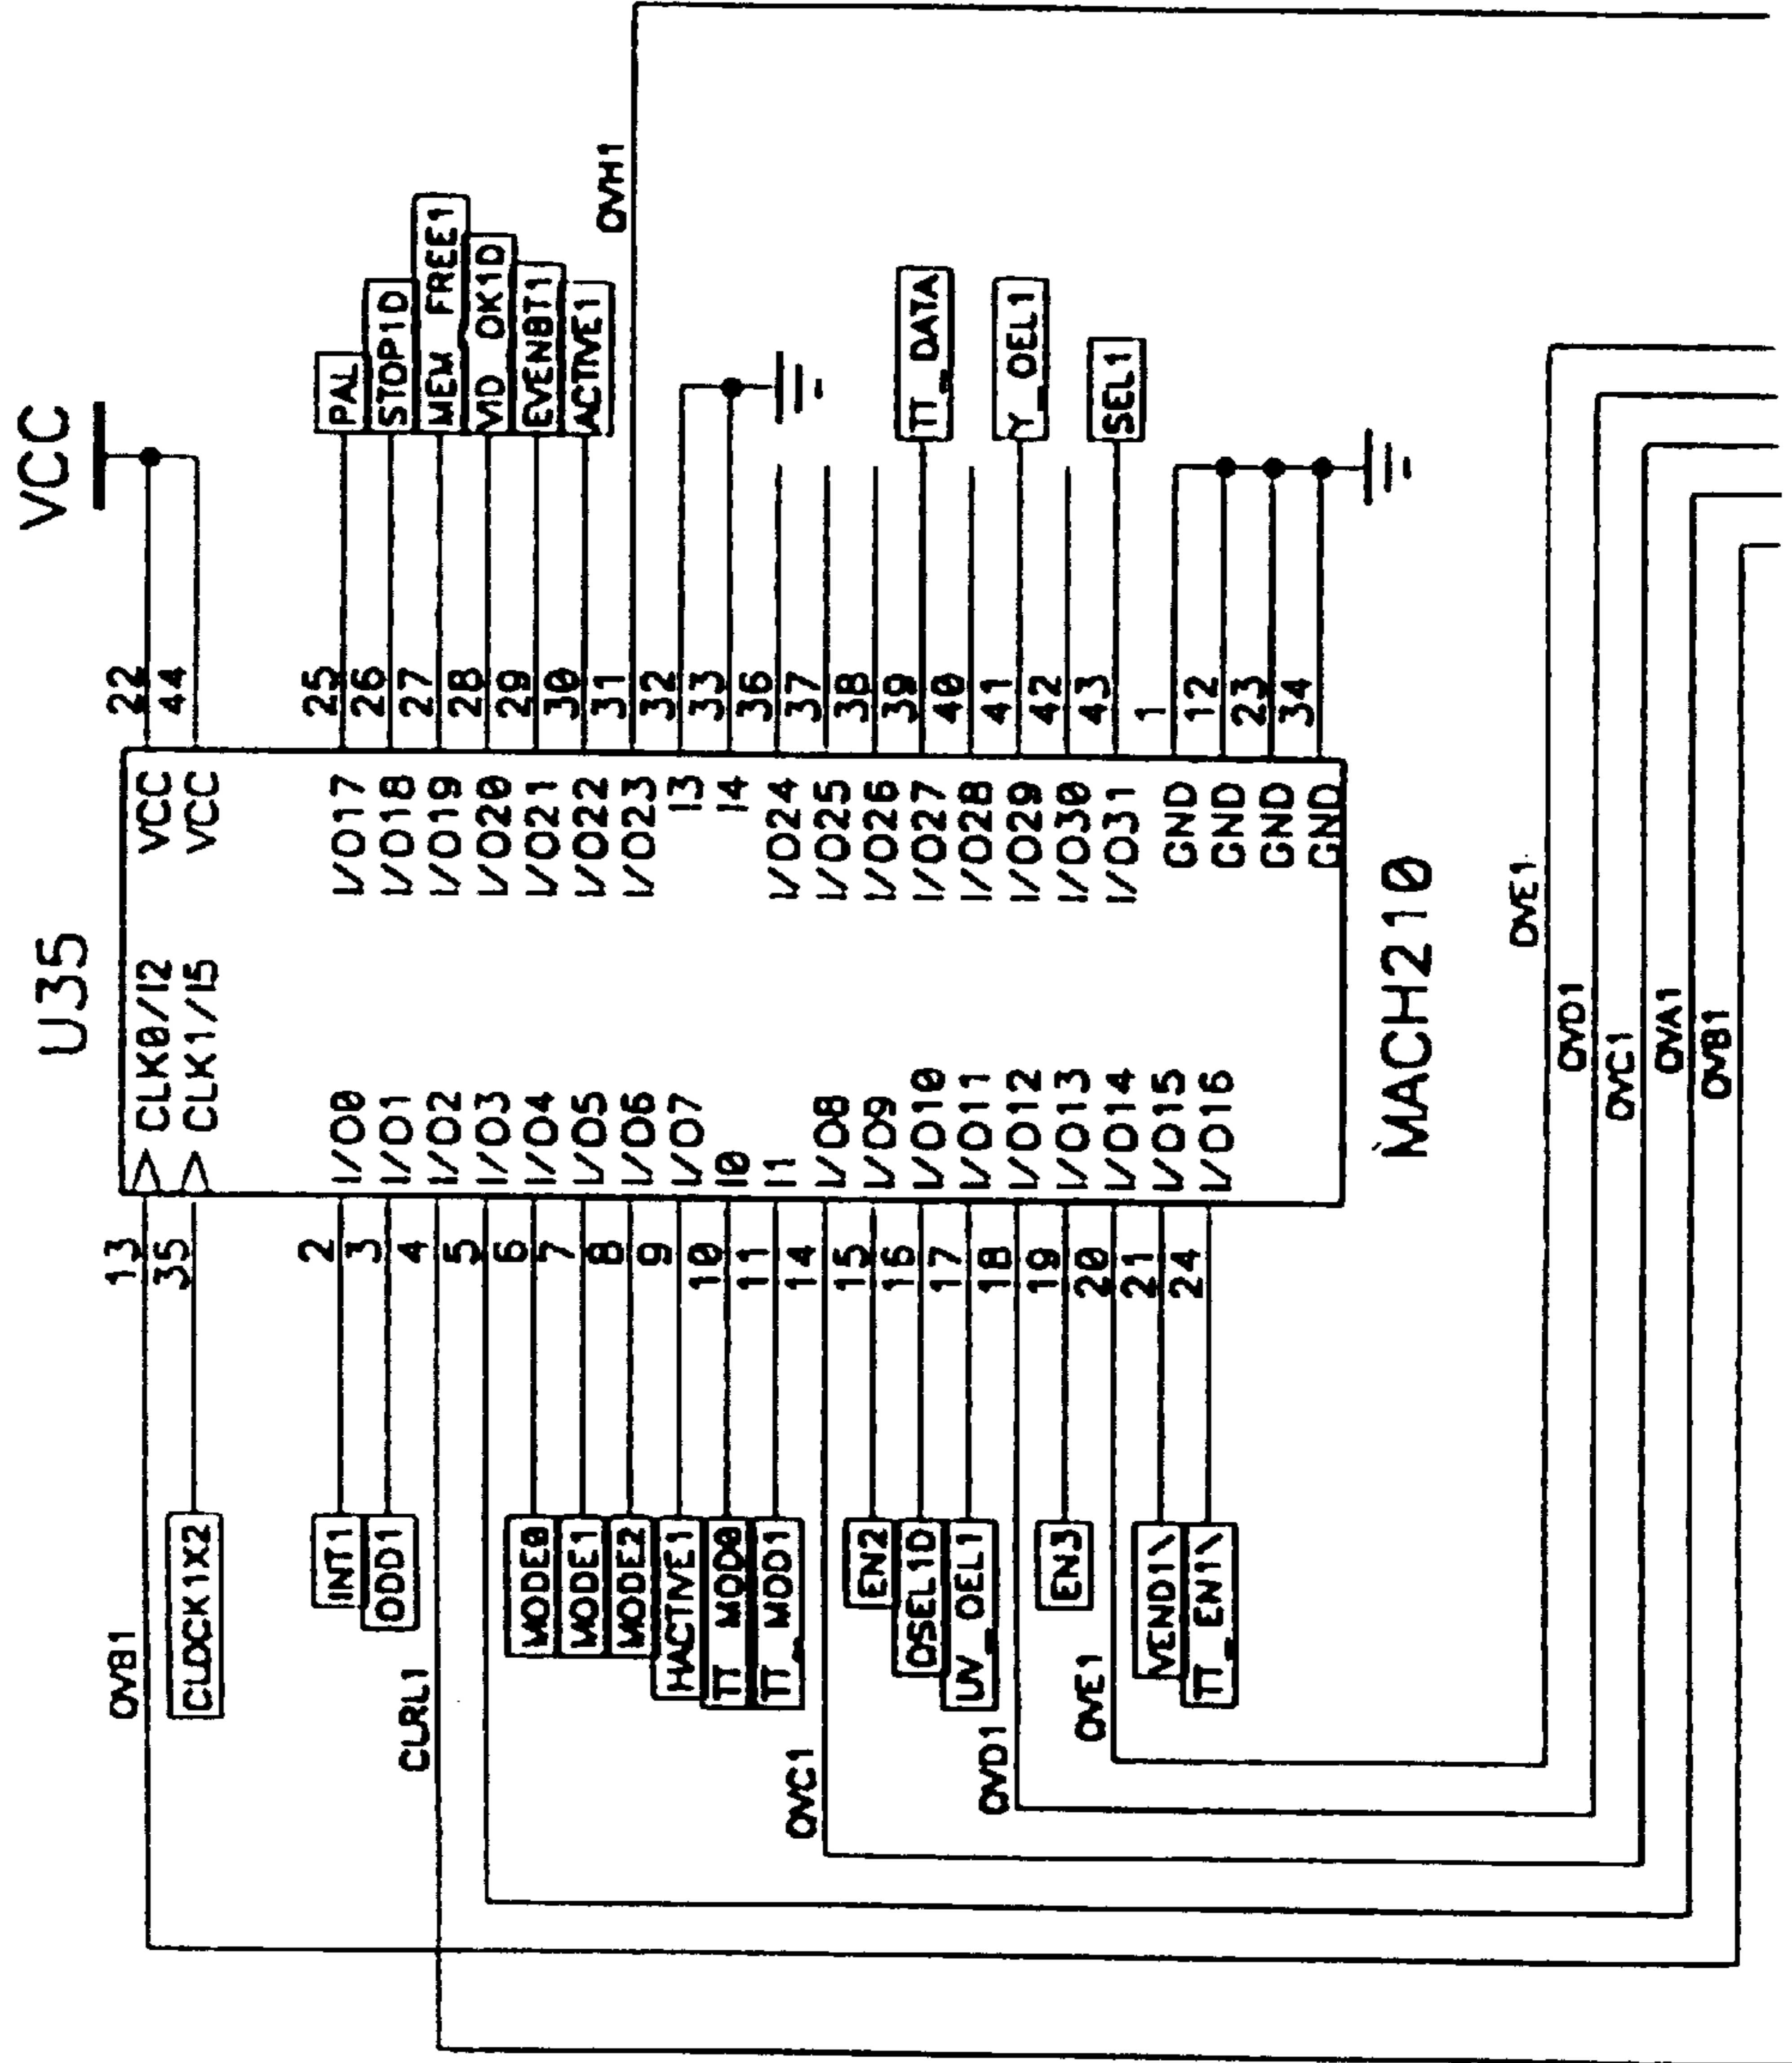 U35 VCC
OVB1 13 CLK0/I2 VCC 22
CLOCK1X2 35 CLK1/I5 VCC 44
INT1 2 I/O0 I/O17 25 PAL
ODD1 3 I/O1 I/O18 26 STOP1D
CLRL1 4 I/O2 I/O19 27 MEM_FREE1
5 I/O3 I/O20 28 VID_OK1D
MODE0 6 I/O4 I/O21 29 EVEN8T1
MODE1 7 I/O5 I/O22 30 ACTIVE1
MODE2 8 I/O6 I/O23 31 OVH1
HACTIVE1 9 I/O7 I3 32
TT_MOD0 10 I0 I4 33
TT_MOD1 11 I1 I/O24 36
OVC1 14 I/O8 I/O25 37
EN2 15 I/O9 I/O26 38
OSEL1D 16 I/O10 I/O27 39 TT_DATA
UV_OEL1 17 I/O11 I/O28 40
OVD1 18 I/O12 I/O29 41 Y_OEL1
EN3 19 I/O13 I/O30 42
OVE1 20 I/O14 I/O31 43 SEL1
VEND1\ 21 I/O15 GND 1
TT_EN1\ 24 I/O16 GND 12
GND 23
GND 34
MACH210
OVE1
OVD1
OVC1
OVA1
OVB1